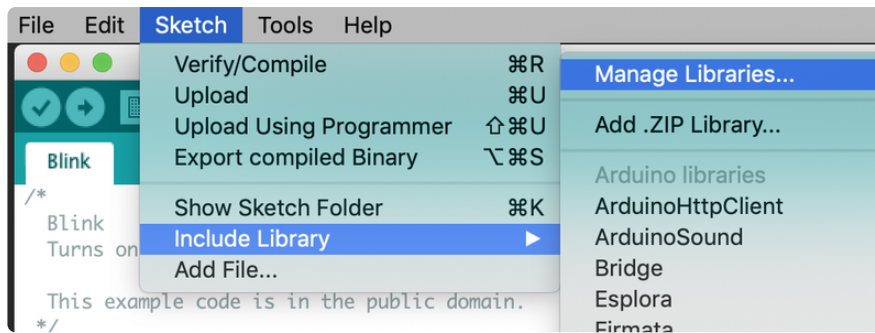 File Edit Sketch Tools Help
Verify/Compile ⌘R
Upload ⌘U
Upload Using Programmer ⇧⌘U
Export compiled Binary ⌥⌘S
Show Sketch Folder ⌘K
Include Library ▶
Add File...
Manage Libraries...
Add .ZIP Library...
Arduino libraries
ArduinoHttpClient
ArduinoSound
Bridge
Esplora
Firmata
Blink
/*
Blink
Turns on
This example code is in the public domain.
*/